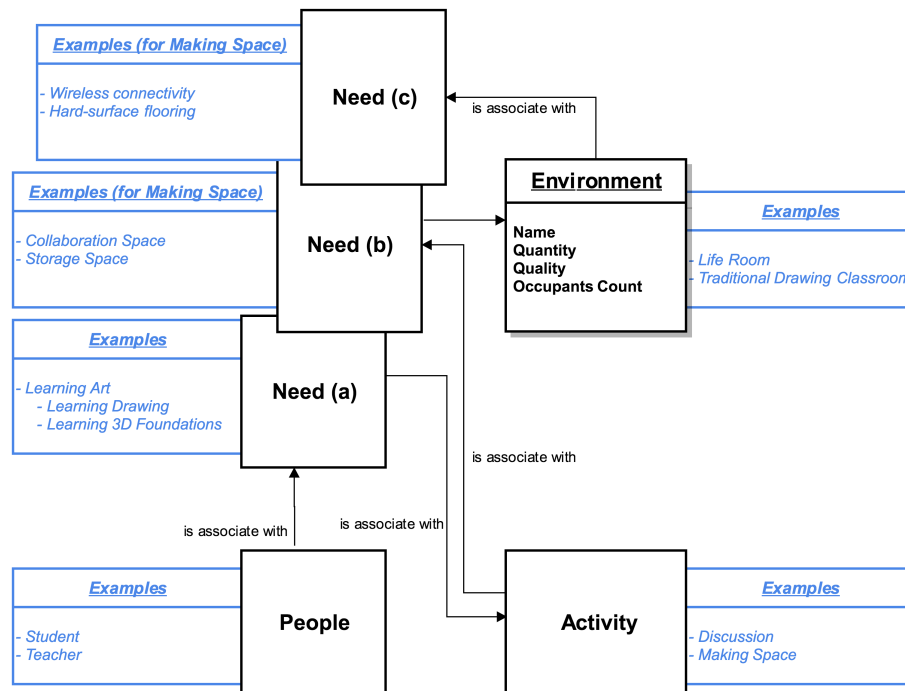 Examples (for Making Space)
- Wireless connectivity
- Hard-surface flooring
Need (c)
is associate with
Examples (for Making Space)
- Collaboration Space
- Storage Space
Need (b)
Environment
Name
Quantity
Quality
Occupants Count
Examples
- Life Room
- Traditional Drawing Classroom
Examples
- Learning Art
- Learning Drawing
- Learning 3D Foundations
Need (a)
is associate with
is associate with
is associate with
Examples
- Student
- Teacher
People
Activity
Examples
- Discussion
- Making Space